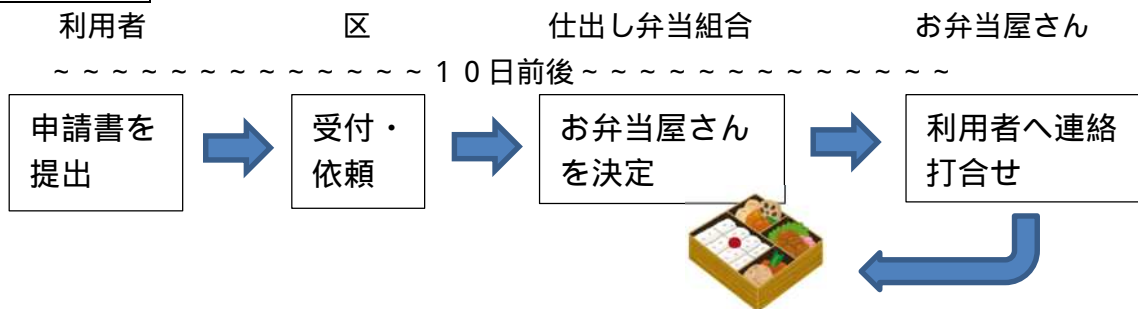 利用者 区 仕出し弁当組合 お弁当屋さん
~~~~~~~~~~~~~10日前後~~~~~~~~~~~~~
申請書を
提出
受付・
依頼
お弁当屋さん
を決定
利用者へ連絡
打合せ